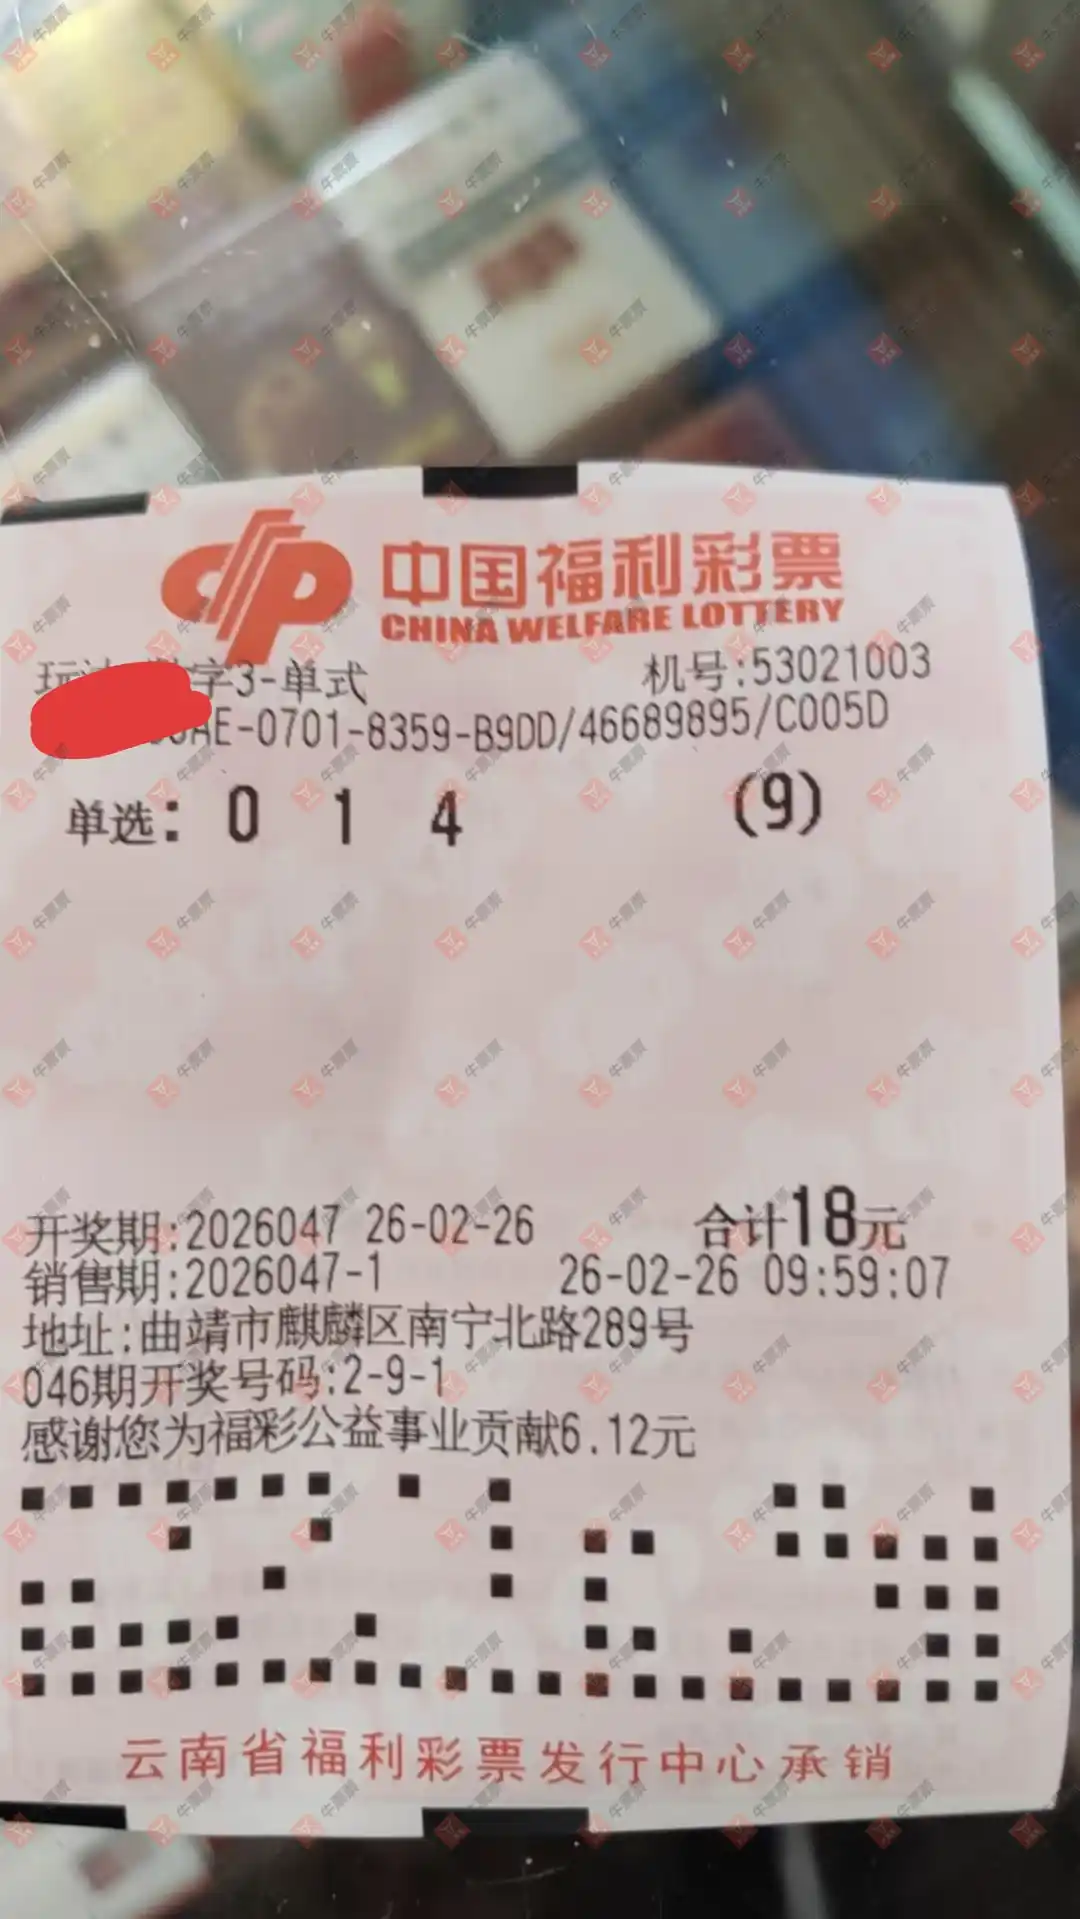 中国福利彩票
CHINA WELFARE LOTTERY
字3-单式 机号:53021003
AE-0701-8359-B9DD/46689895/C005D
单选: 0 1 4 (9)
开奖期:2026047 26-02-26 合计18元
销售期:2026047-1 26-02-26 09:59:07
地址:曲靖市麒麟区南宁北路289号
046期开奖号码:2-9-1
感谢您为福彩公益事业贡献6.12元
云南省福利彩票发行中心承销
牛票票